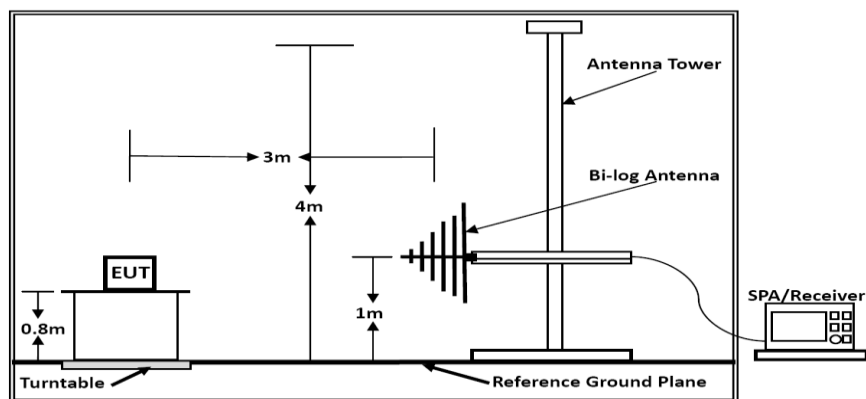 Antenna Tower
3m
Bi-log Antenna
4m
EUT
0.8m
1m
SPA/Receiver
Turntable
Reference Ground Plane